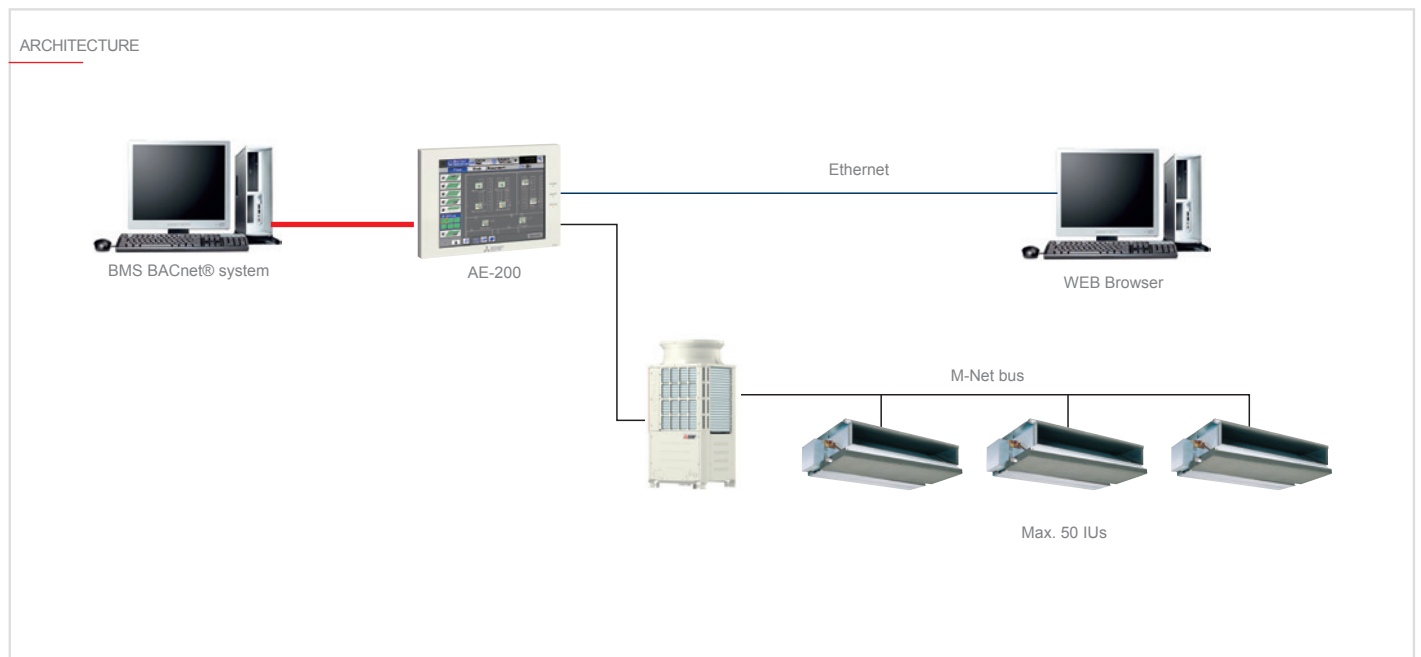 ARCHITECTURE
Ethernet
BMS BACnet® system
AE-200
WEB Browser
M-Net bus
Max. 50 IUs